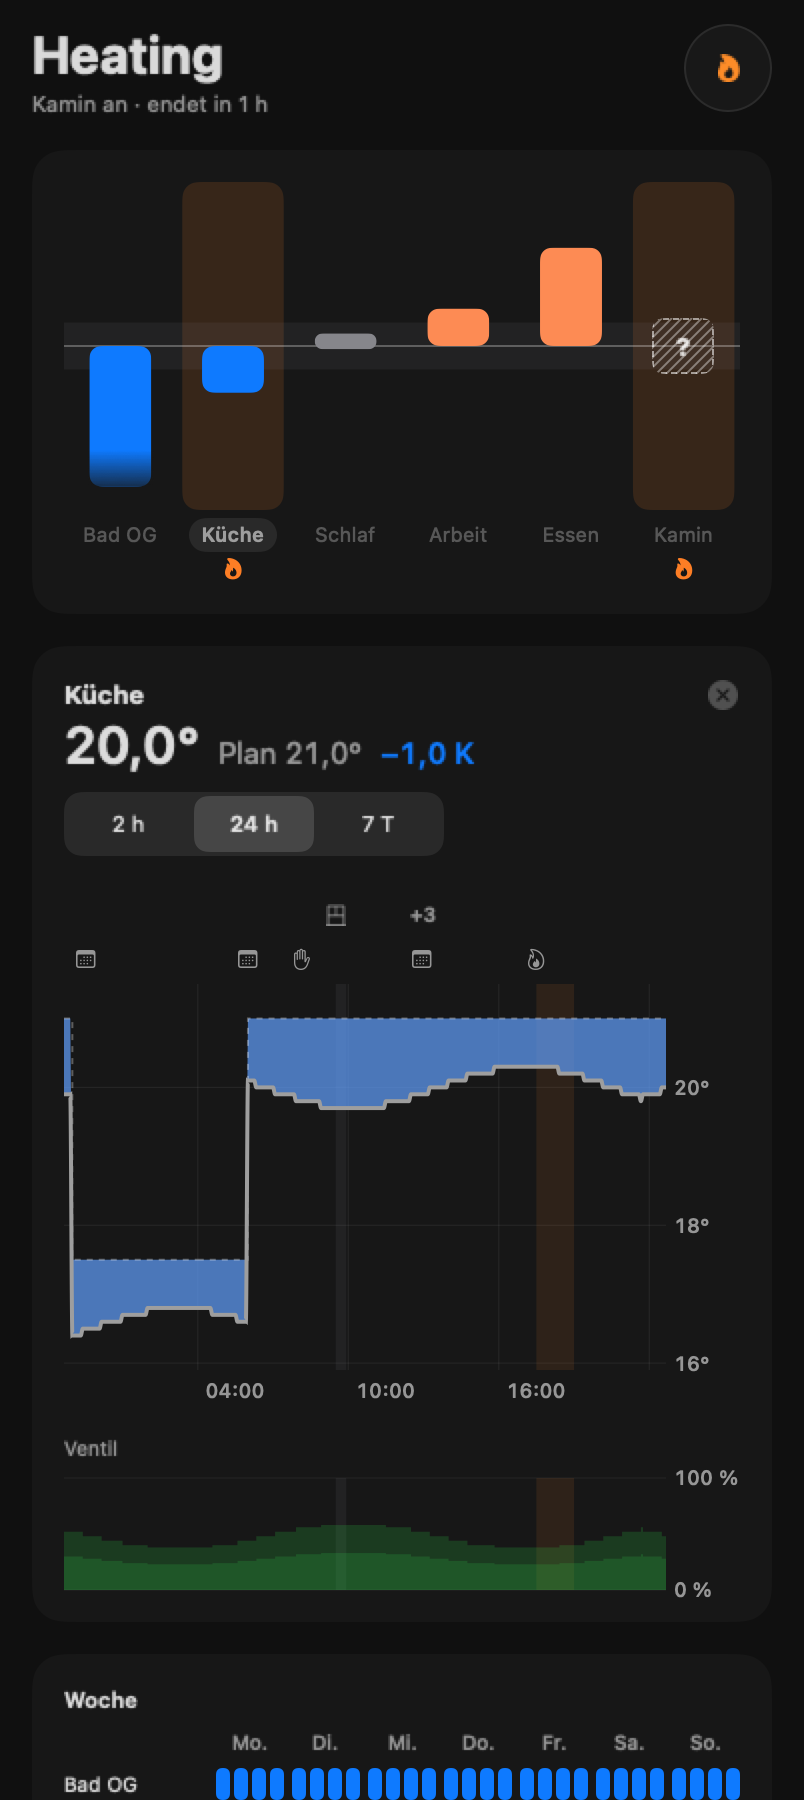 Heating
Kamin an · endet in 1 h
?
Bad OG Küche Schlaf Arbeit Essen Kamin
Küche
20,0° Plan 21,0° −1,0 K
2 h 24 h 7 T
+3
20°
18°
16°
04:00 10:00 16:00
Ventil
100 %
0 %
Woche
Mo. Di. Mi. Do. Fr. Sa. So.
Bad OG